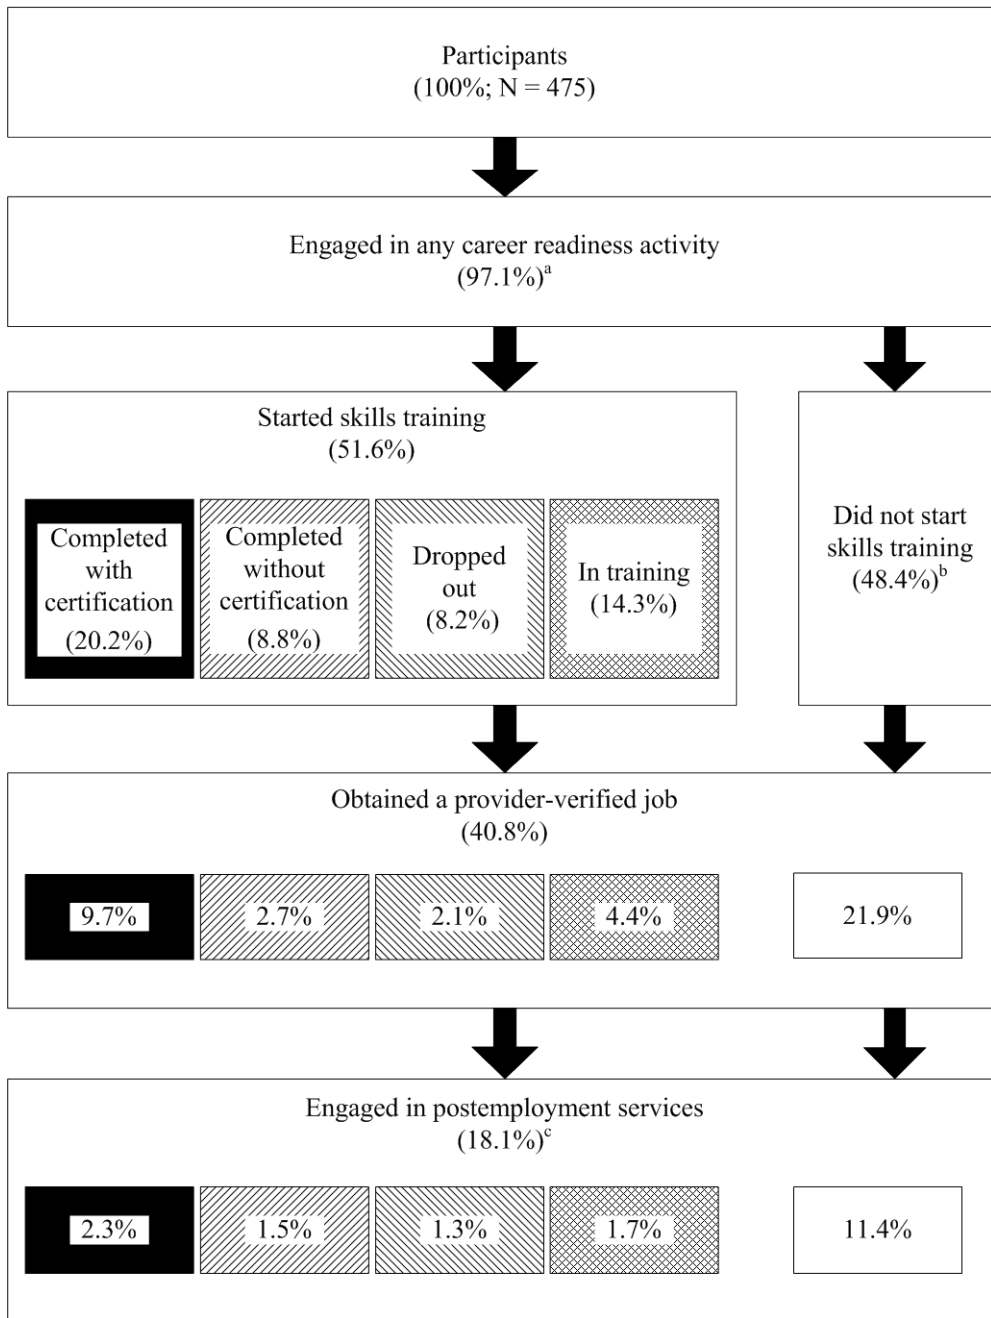 Participants
(100%; N = 475)
Engaged in any career readiness activity
(97.1%)a
Started skills training
(51.6%)
Completed
with
certification
(20.2%)
Completed
without
certification
(8.8%)
Dropped
out
(8.2%)
In training
(14.3%)
Did not start
skills training
(48.4%)b
Obtained a provider-verified job
(40.8%)
9.7%
2.7%
2.1%
4.4%
21.9%
Engaged in postemployment services
(18.1%)c
2.3%
1.5%
1.3%
1.7%
11.4%